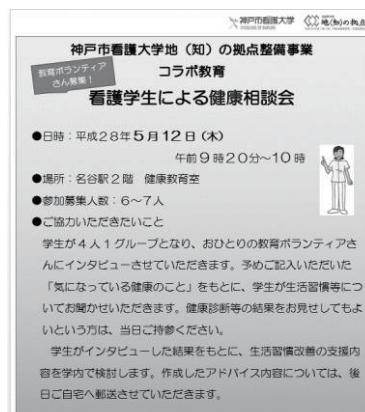 神戸市看護大学 地(知)の拠点
神戸市看護大学地（知）の拠点整備事業
教育ボランティア
さん募集！
コラボ教育
看護学生による健康相談会
●日時：平成２８年５月１２日（木）
午前９時２０分～１０時
●場所：名谷駅２階　健康教育室
●参加募集人数：６～７人
●ご協力いただきたいこと
学生が４人１グループとなり、おひとりの教育ボランティアさ
んにインタビューさせていただきます。予めご記入いただいた
「気になっている健康のこと」をもとに、学生が生活習慣等につ
いてお聞かせいただきます。健康診断等の結果をお見せしてもよ
いという方は、当日ご持参ください。
学生がインタビューした結果をもとに、生活習慣改善の支援内
容を学内で検討します。作成したアドバイス内容については、後
日ご自宅へ郵送させていただきます。